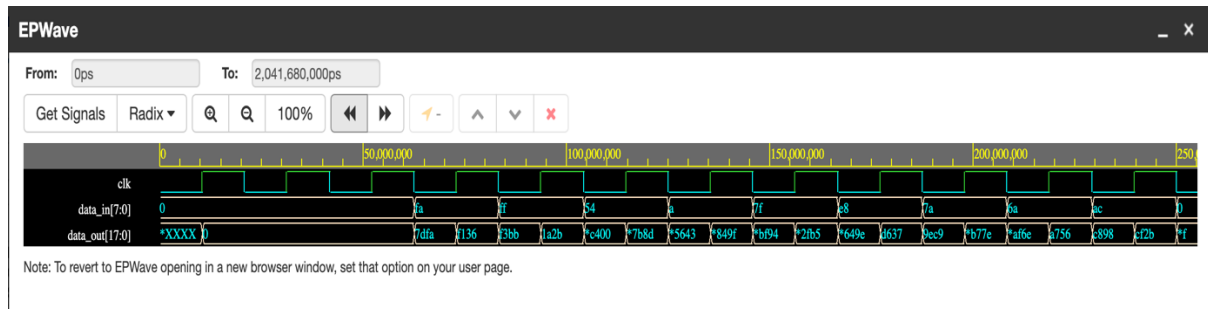 EPWave
From: 0ps To: 2,041,680,000ps
Get Signals Radix 100% -
0 50,000,000 100,000,000 150,000,000 200,000,000 250,
clk
data_in[7:0] 0 fa ff 54 a 7f e8 7a 6a ac 0
data_out[17:0] *XXXX 0 7dfa f136 f3bb 1a2b *c400 *7b8d *5643 *849f *bf94 *2fb5 *649e d637 9ec9 *b77e *af6e a756 c898 cf2b *f
Note: To revert to EPWave opening in a new browser window, set that option on your user page.